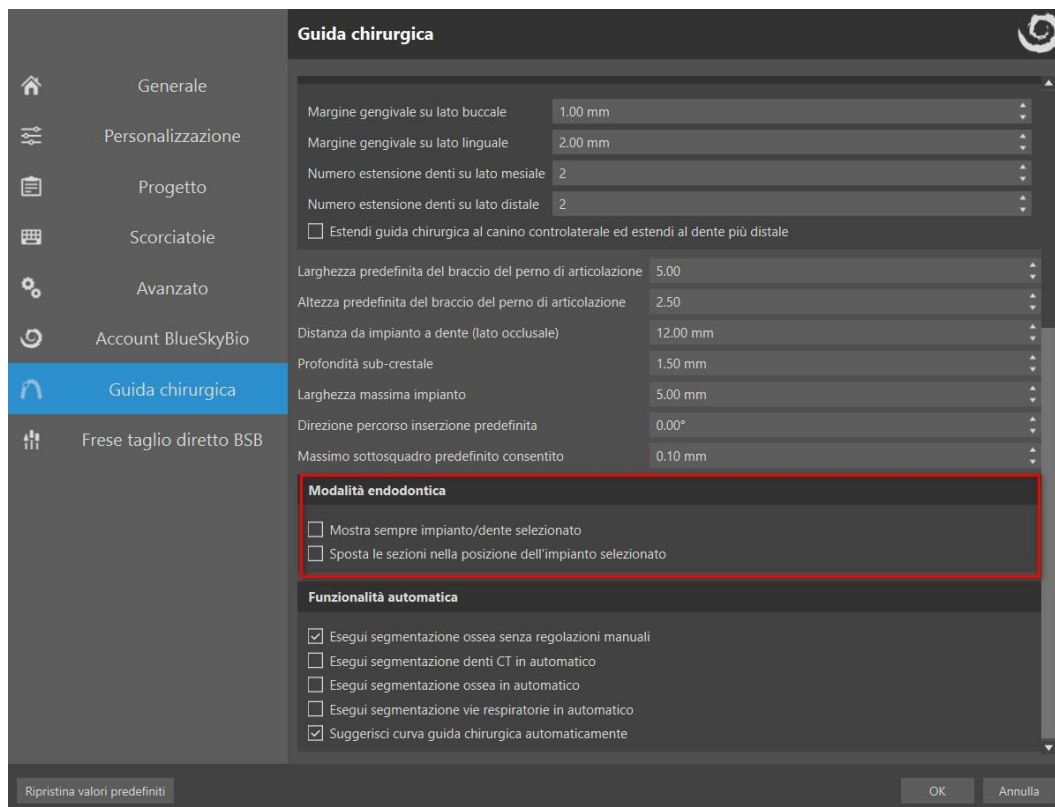 Guida chirurgica
Generale
Personalizzazione
Progetto
Scorciatoie
Avanzato
Account BlueSkyBio
Guida chirurgica
Frese taglio diretto BSB
Margine gengivale su lato buccale 1.00 mm
Margine gengivale su lato linguale 2.00 mm
Numero estensione denti su lato mesiale 2
Numero estensione denti su lato distale 2
Estendi guida chirurgica al canino controlaterale ed estendi al dente più distale
Larghezza predefinita del braccio del perno di articolazione 5.00
Altezza predefinita del braccio del perno di articolazione 2.50
Distanza da impianto a dente (lato occlusale) 12.00 mm
Profondità sub-crestale 1.50 mm
Larghezza massima impianto 5.00 mm
Direzione percorso inserzione predefinita 0.00°
Massimo sottosquadro predefinito consentito 0.10 mm
Modalità endodontica
Mostra sempre impianto/dente selezionato
Sposta le sezioni nella posizione dell'impianto selezionato
Funzionalità automatica
Esegui segmentazione ossea senza regolazioni manuali
Esegui segmentazione denti CT in automatico
Esegui segmentazione ossea in automatico
Esegui segmentazione vie respiratorie in automatico
Suggerisci curva guida chirurgica automaticamente
Ripristina valori predefiniti
OK
Annulla